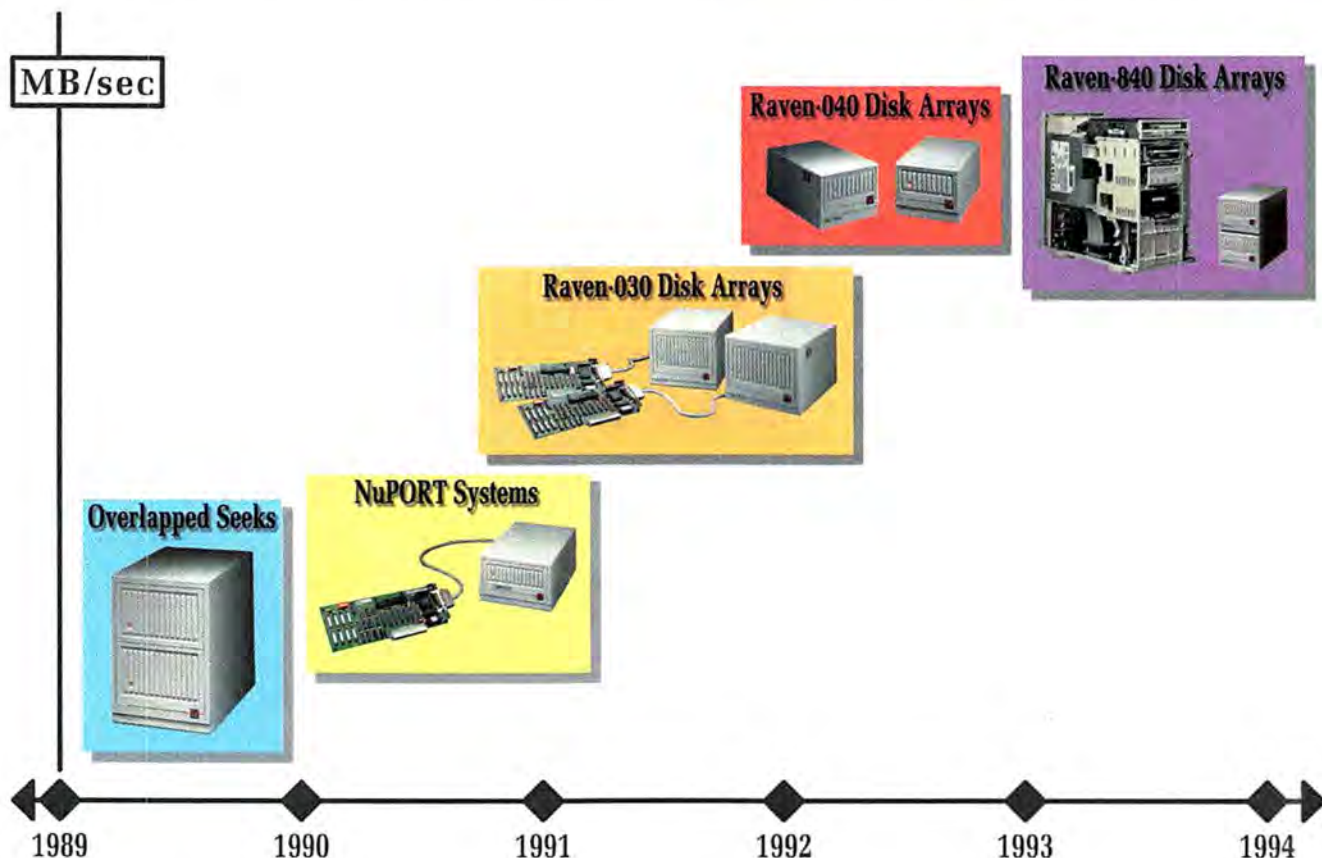 MB/sec
Raven-040 Disk Arrays
Raven-840 Disk Arrays
Raven-030 Disk Arrays
NuPORT Systems
Overlapped Seeks
1989
1990
1991
1992
1993
1994